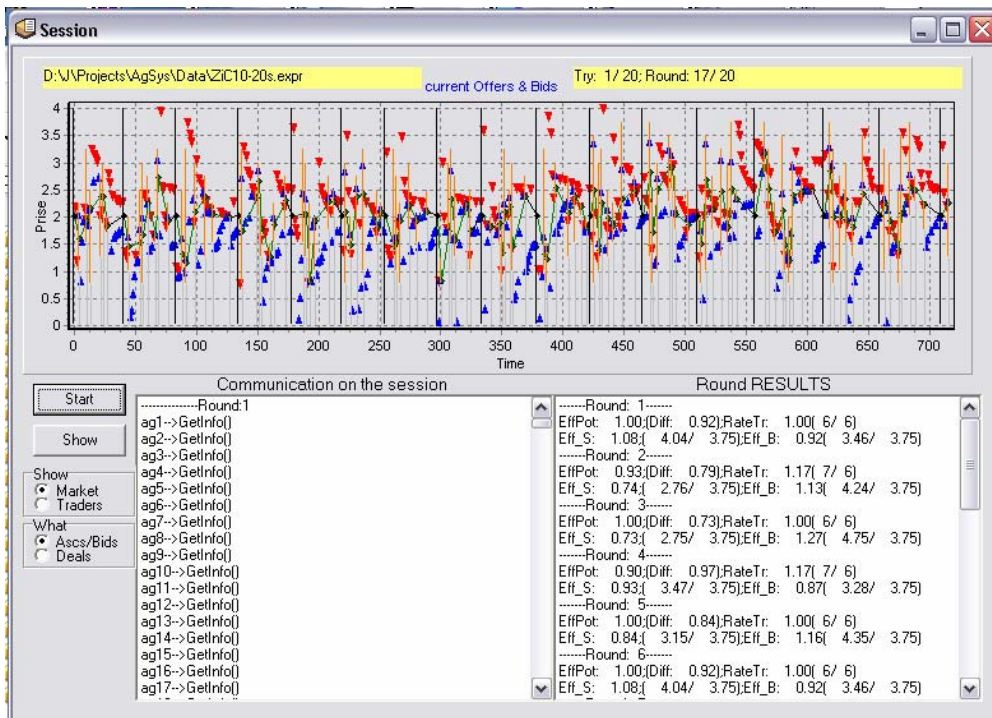 Session
D:\J\Projects\AgSys\Data\ZiC10-20s.expr
current Offers & Bids
Try: 1/ 20; Round: 17/ 20
4
3.5
3
2.5
2
1.5
1
0.5
0
Prise
0 50 100 150 200 250 300 350 400 450 500 550 600 650 700
Time
Start
Show
Show
Market
Traders
What
Ascs/Bids
Deals
Communication on the session
--------------Round:1
ag1-->GetInfo()
ag2-->GetInfo()
ag3-->GetInfo()
ag4-->GetInfo()
ag5-->GetInfo()
ag6-->GetInfo()
ag7-->GetInfo()
ag8-->GetInfo()
ag9-->GetInfo()
ag10-->GetInfo()
ag11-->GetInfo()
ag12-->GetInfo()
ag13-->GetInfo()
ag14-->GetInfo()
ag15-->GetInfo()
ag16-->GetInfo()
ag17-->GetInfo()
Round RESULTS
------Round: 1------
EffPot: 1.00;(Diff: 0.92);RateTr: 1.00( 6/ 6)
Eff_S: 1.08;( 4.04/ 3.75);Eff_B: 0.92( 3.46/ 3.75)
------Round: 2------
EffPot: 0.93;(Diff: 0.79);RateTr: 1.17( 7/ 6)
Eff_S: 0.74;( 2.76/ 3.75);Eff_B: 1.13( 4.24/ 3.75)
------Round: 3------
EffPot: 1.00;(Diff: 0.73);RateTr: 1.00( 6/ 6)
Eff_S: 0.73;( 2.75/ 3.75);Eff_B: 1.27( 4.75/ 3.75)
------Round: 4------
EffPot: 0.90;(Diff: 0.97);RateTr: 1.17( 7/ 6)
Eff_S: 0.93;( 3.47/ 3.75);Eff_B: 0.87( 3.28/ 3.75)
------Round: 5------
EffPot: 1.00;(Diff: 0.84);RateTr: 1.00( 6/ 6)
Eff_S: 0.84;( 3.15/ 3.75);Eff_B: 1.16( 4.35/ 3.75)
------Round: 6------
EffPot: 1.00;(Diff: 0.92);RateTr: 1.00( 6/ 6)
Eff_S: 1.08;( 4.04/ 3.75);Eff_B: 0.92( 3.46/ 3.75)